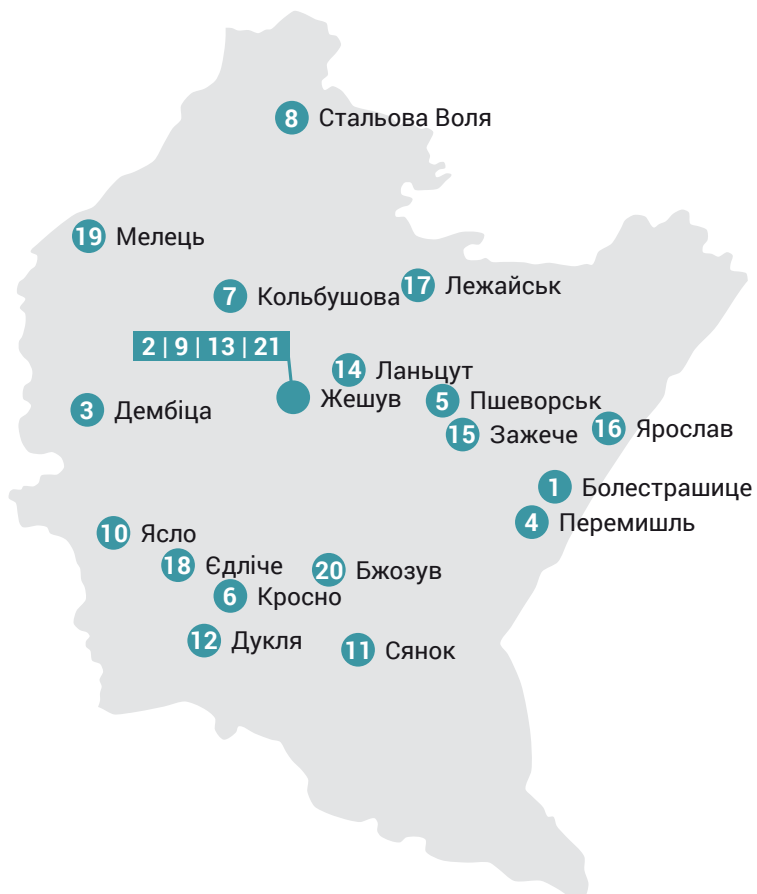 8 Стальова Воля
19 Мелець
7 Кольбушова
17 Лежайськ
2 | 9 | 13 | 21
14 Ланьцут
Жешув
3 Дембіца
5 Пшеворськ
15 Зажече
16 Ярослав
1 Болестрашице
4 Перемишль
10 Ясло
18 Єдліче
20 Бжозув
6 Кросно
12 Дукля
11 Сянок